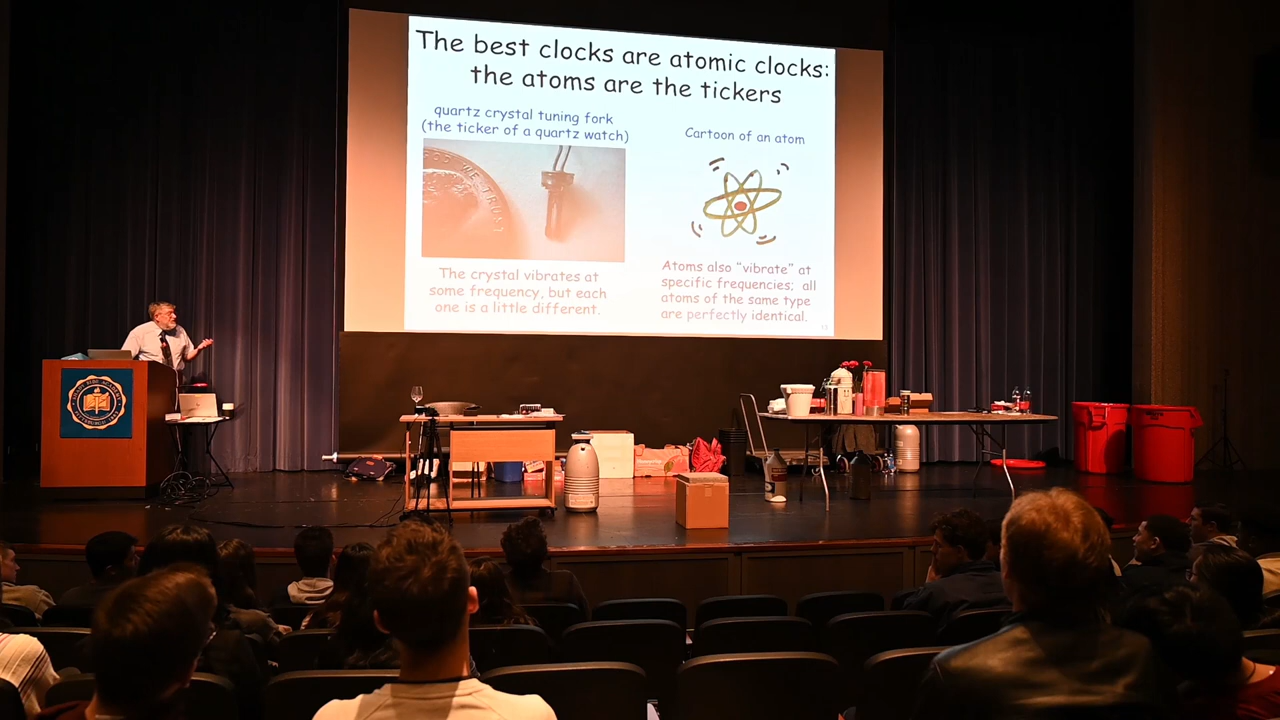 The best clocks are atomic clocks:
the atoms are the tickers
quartz crystal tuning fork
(the ticker of a quartz watch)
Cartoon of an atom
WE TRUST
The crystal vibrates at
some frequency, but each
one is a little different.
Atoms also "vibrate" at
specific frequencies; all
atoms of the same type
are perfectly identical.